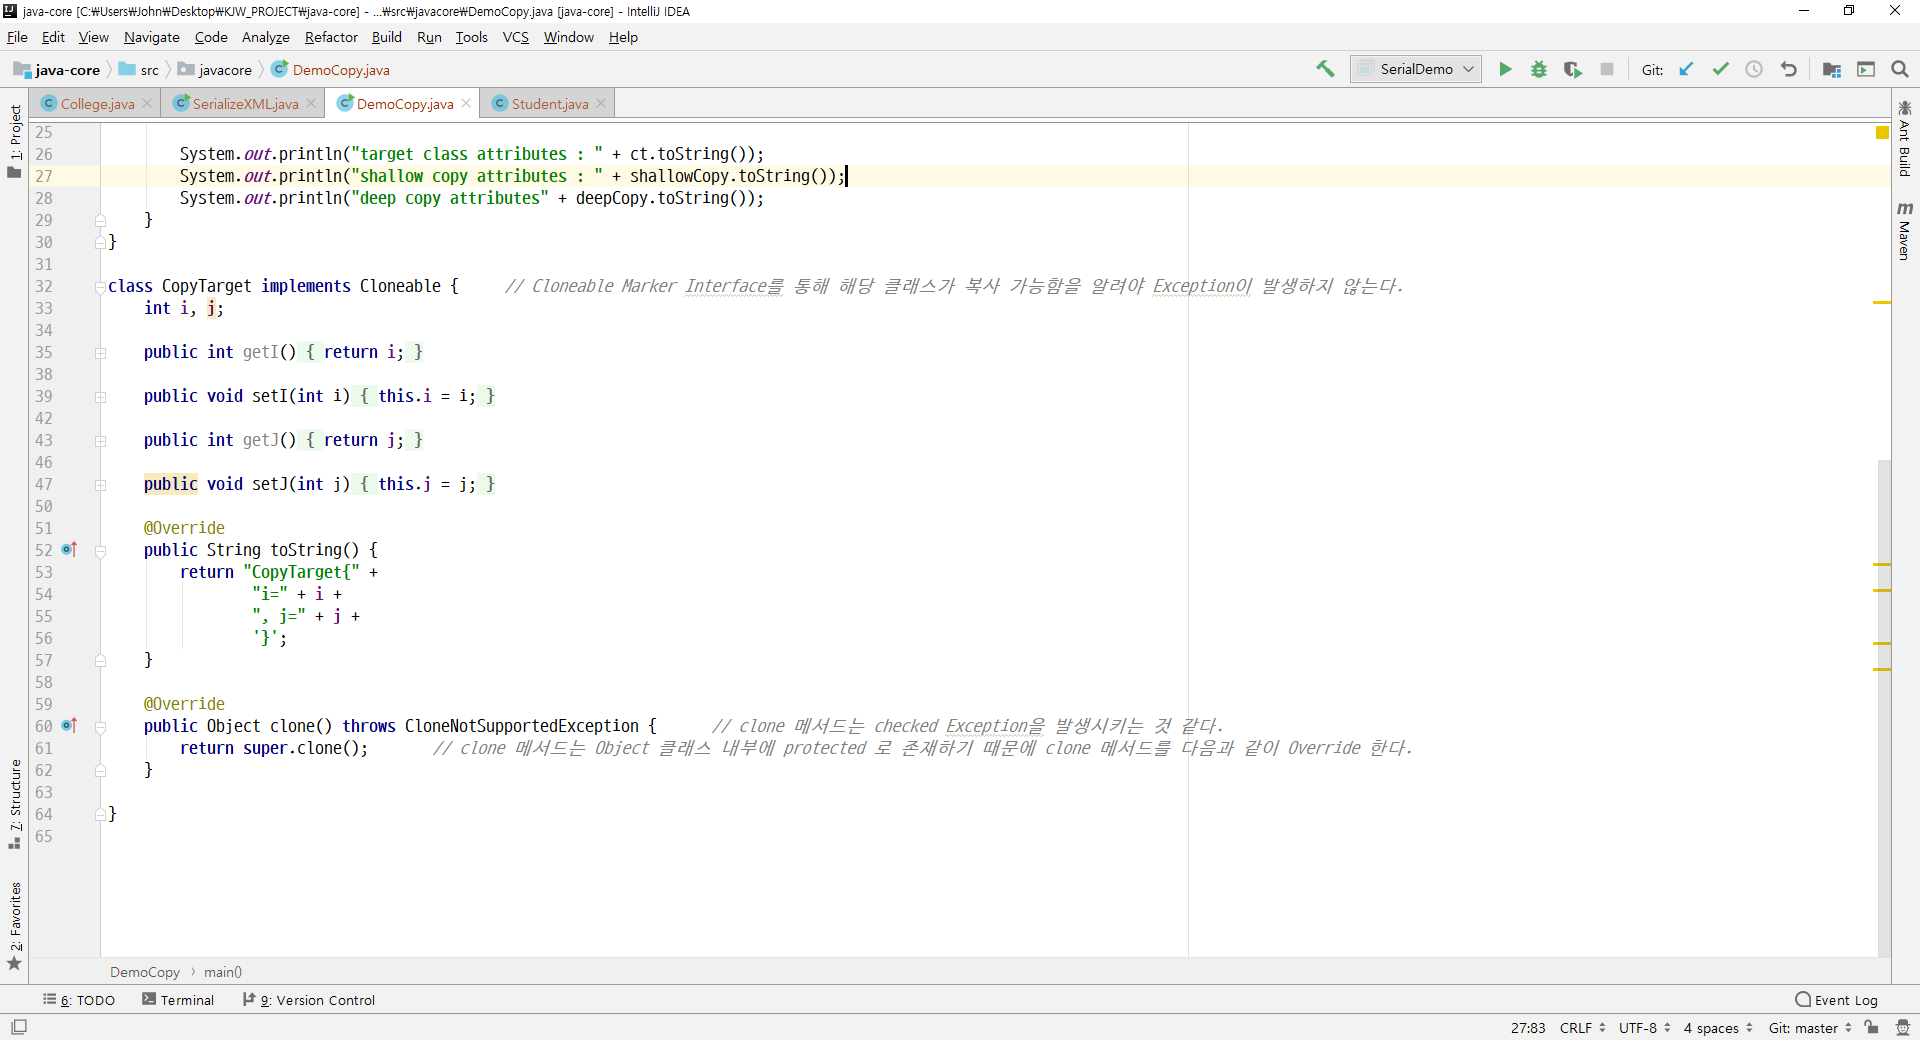 java-core [C:₩Users₩John₩Desktop₩KJW_PROJECT₩java-core] - ...₩src₩javacore₩DemoCopy.java [java-core] - IntelliJ IDEA
File Edit View Navigate Code Analyze Refactor Build Run Tools VCS Window Help
java-core src javacore DemoCopy.java SerialDemo Git:
College.java SerializeXML.java DemoCopy.java Student.java
1: Project
7: Structure
2: Favorites
Ant Build
m Maven
25
26 System.out.println("target class attributes : " + ct.toString());
27 System.out.println("shallow copy attributes : " + shallowCopy.toString());
28 System.out.println("deep copy attributes" + deepCopy.toString());
29 }
30 }
31
32 class CopyTarget implements Cloneable { // Cloneable Marker Interface를 통해 해당 클래스가 복사 가능함을 알려야 Exception이 발생하지 않는다.
33 int i, j;
34
35 public int getI() { return i; }
38
39 public void setI(int i) { this.i = i; }
42
43 public int getJ() { return j; }
46
47 public void setJ(int j) { this.j = j; }
50
51 @Override
52 public String toString() {
53 return "CopyTarget{" +
54 "i=" + i +
55 ", j=" + j +
56 '}';
57 }
58
59 @Override
60 public Object clone() throws CloneNotSupportedException { // clone 메서드는 checked Exception을 발생시키는 것 같다.
61 return super.clone(); // clone 메서드는 Object 클래스 내부에 protected 로 존재하기 때문에 clone 메서드를 다음과 같이 Override 한다.
62 }
63
64 }
65
DemoCopy › main()
6: TODO Terminal 9: Version Control Event Log
27:83 CRLF UTF-8 4 spaces Git: master